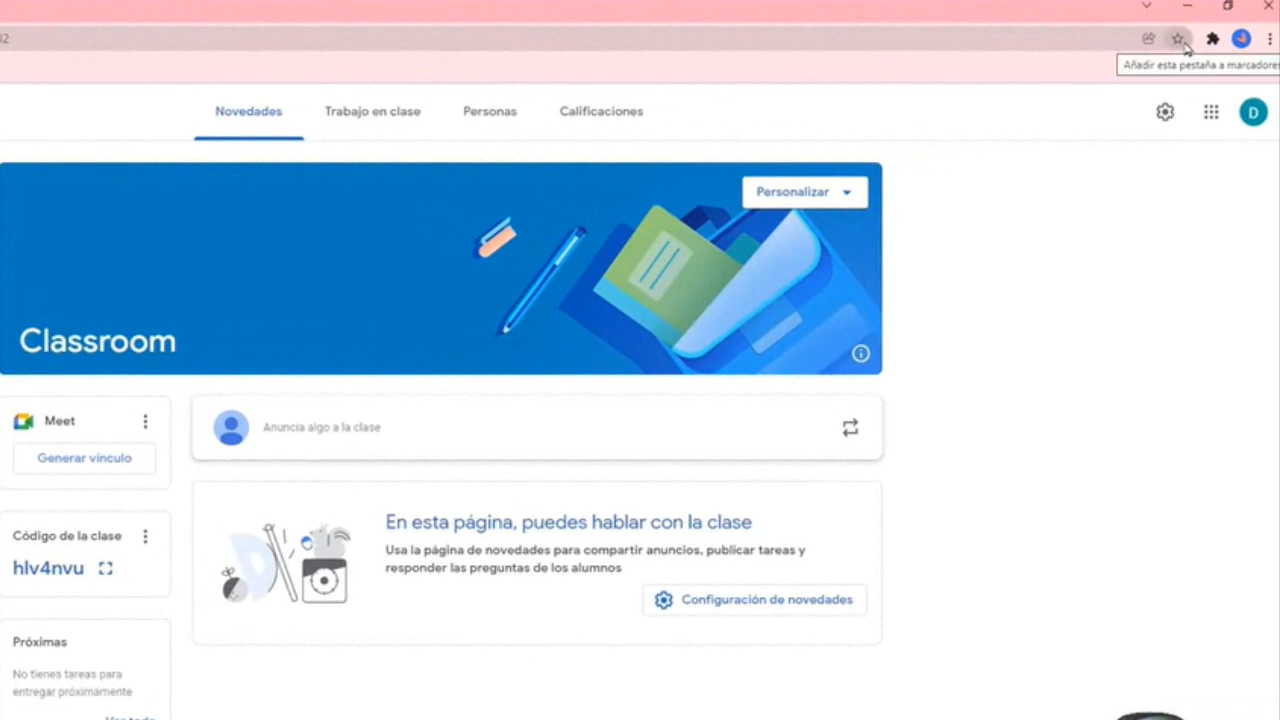 Añadir esta pestaña a marcadores
Novedades
Trabajo en clase
Personas
Calificaciones
D
Personalizar
Classroom
Meet
Generar vínculo
Anuncia algo a la clase
Código de la clase
hlv4nvu
En esta página, puedes hablar con la clase
Usa la página de novedades para compartir anuncios, publicar tareas y
responder las preguntas de los alumnos
Configuración de novedades
Próximas
No tienes tareas para
entregar próximamente
Ver todo